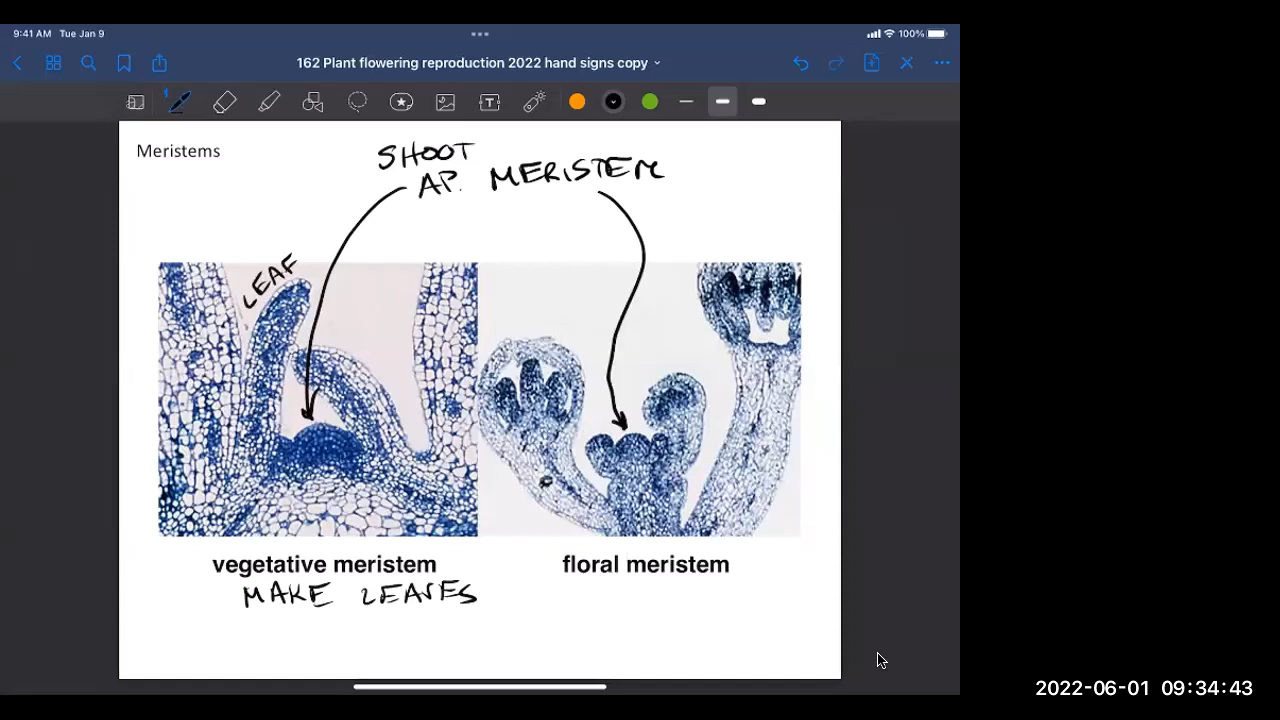 9:41 AM Tue Jan 9
100%
162 Plant flowering reproduction 2022 hand signs copy
Meristems
SHOOT
AP. MERISTEM
LEAF
vegetative meristem
floral meristem
MAKE LEAVES
2022-06-01 09:34:43